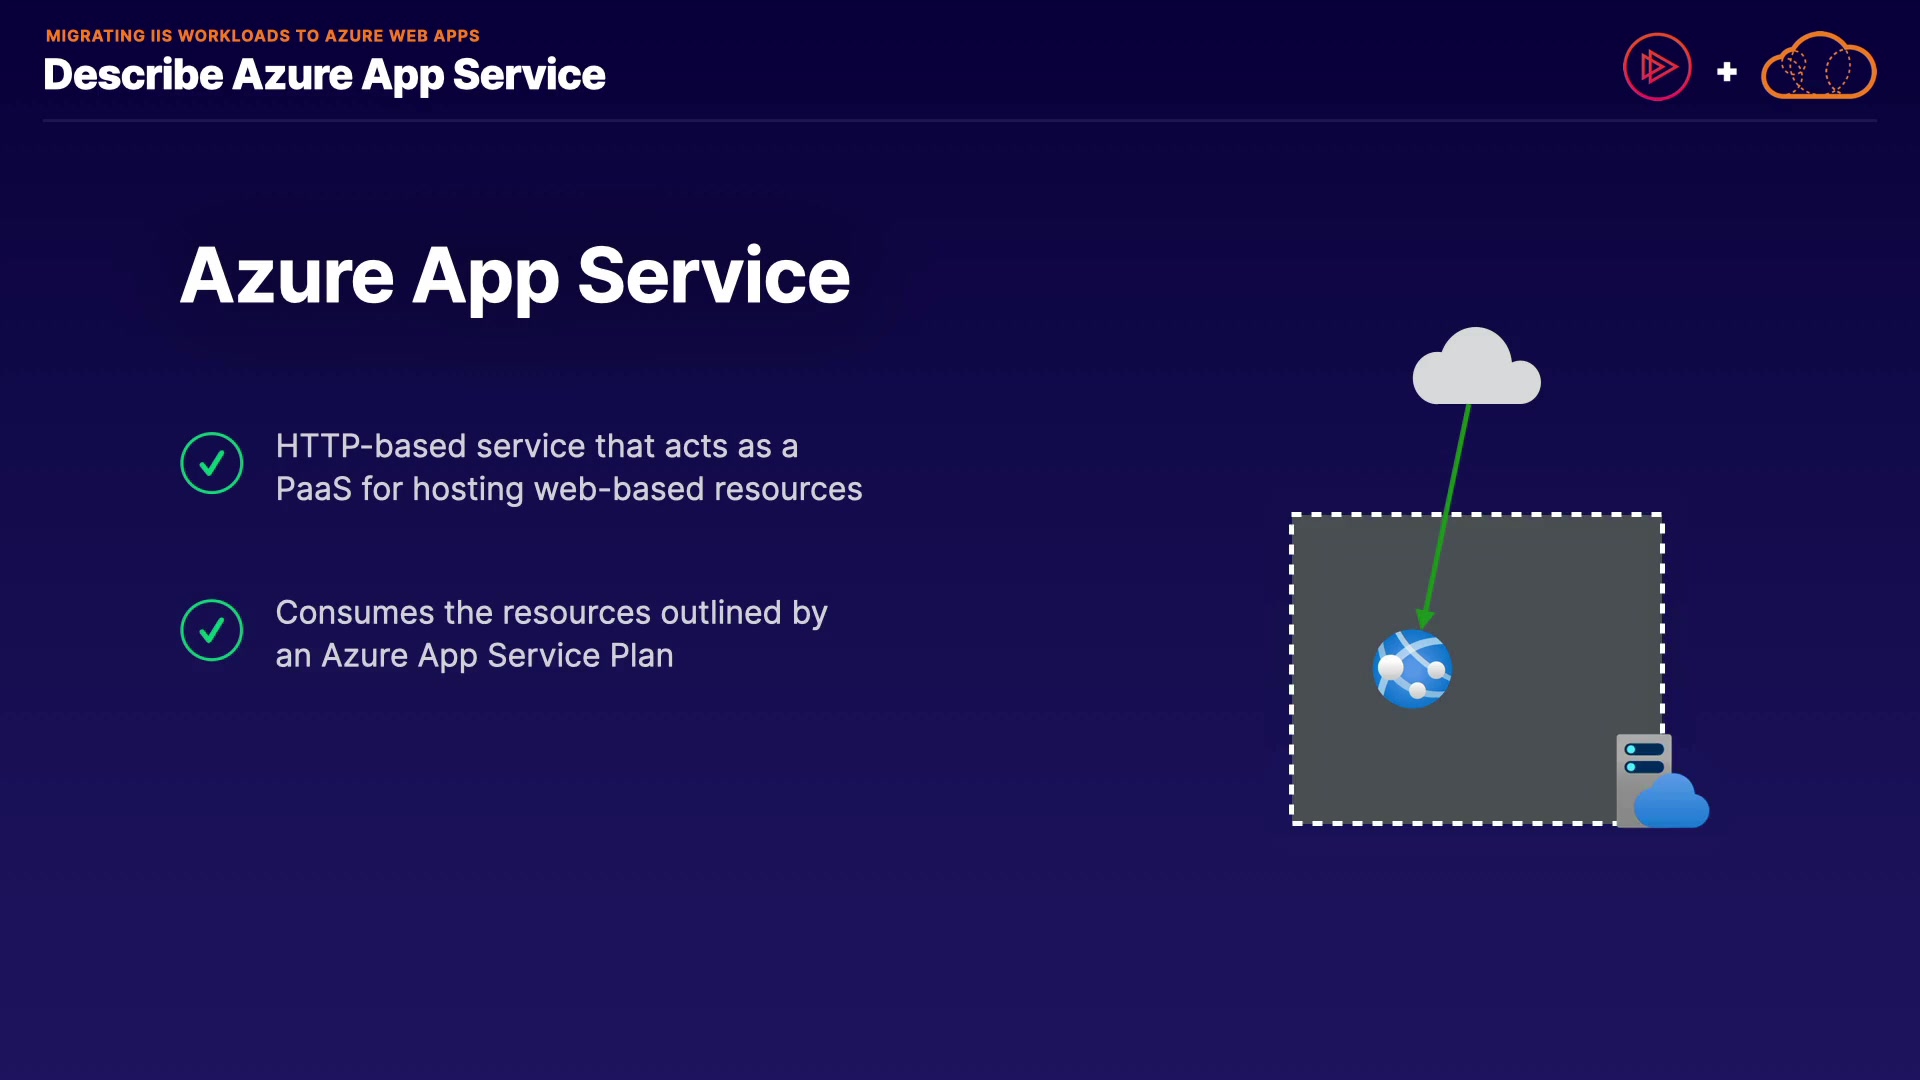 MIGRATING IIS WORKLOADS TO AZURE WEB APPS
Describe Azure App Service
Azure App Service
HTTP-based service that acts as a
PaaS for hosting web-based resources
Consumes the resources outlined by
an Azure App Service Plan